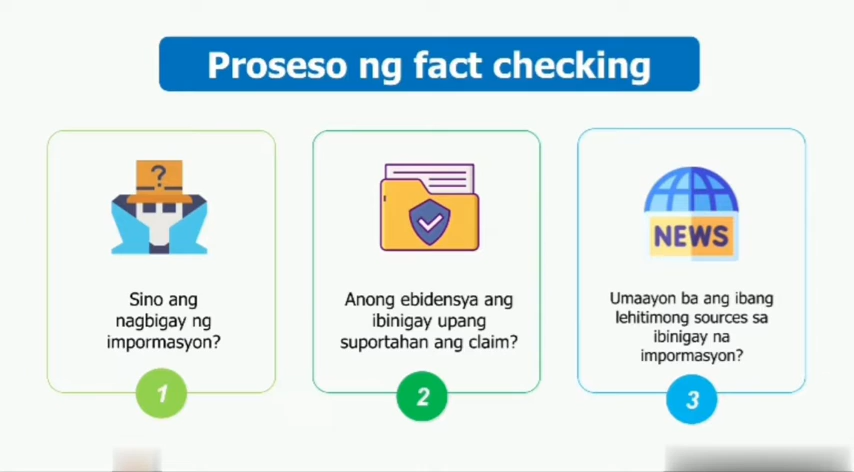 Proseso ng fact checking
?
Sino ang
nagbigay ng
impormasyon?
1
Anong ebidensya ang
ibinigay upang
suportahan ang claim?
2
NEWS
Umaayon ba ang ibang
lehitimong sources sa
ibinigay na
impormasyon?
3